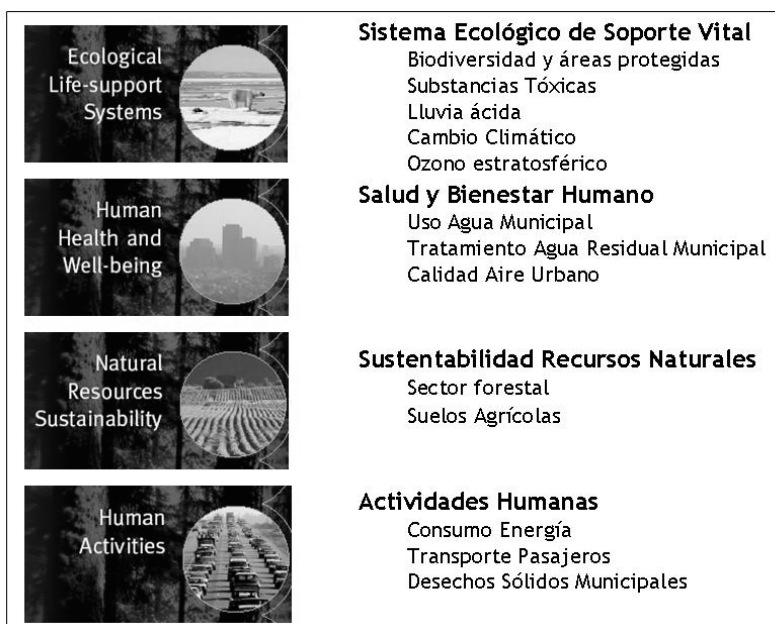 Ecological
Life-support
Systems
Sistema Ecológico de Soporte Vital
Biodiversidad y áreas protegidas
Substancias Tóxicas
Lluvia ácida
Cambio Climático
Ozono estratosférico
Human
Health and
Well-being
Salud y Bienestar Humano
Uso Agua Municipal
Tratamiento Agua Residual Municipal
Calidad Aire Urbano
Natural
Resources
Sustainability
Sustentabilidad Recursos Naturales
Sector forestal
Suelos Agrícolas
Human
Activities
Actividades Humanas
Consumo Energía
Transporte Pasajeros
Desechos Sólidos Municipales